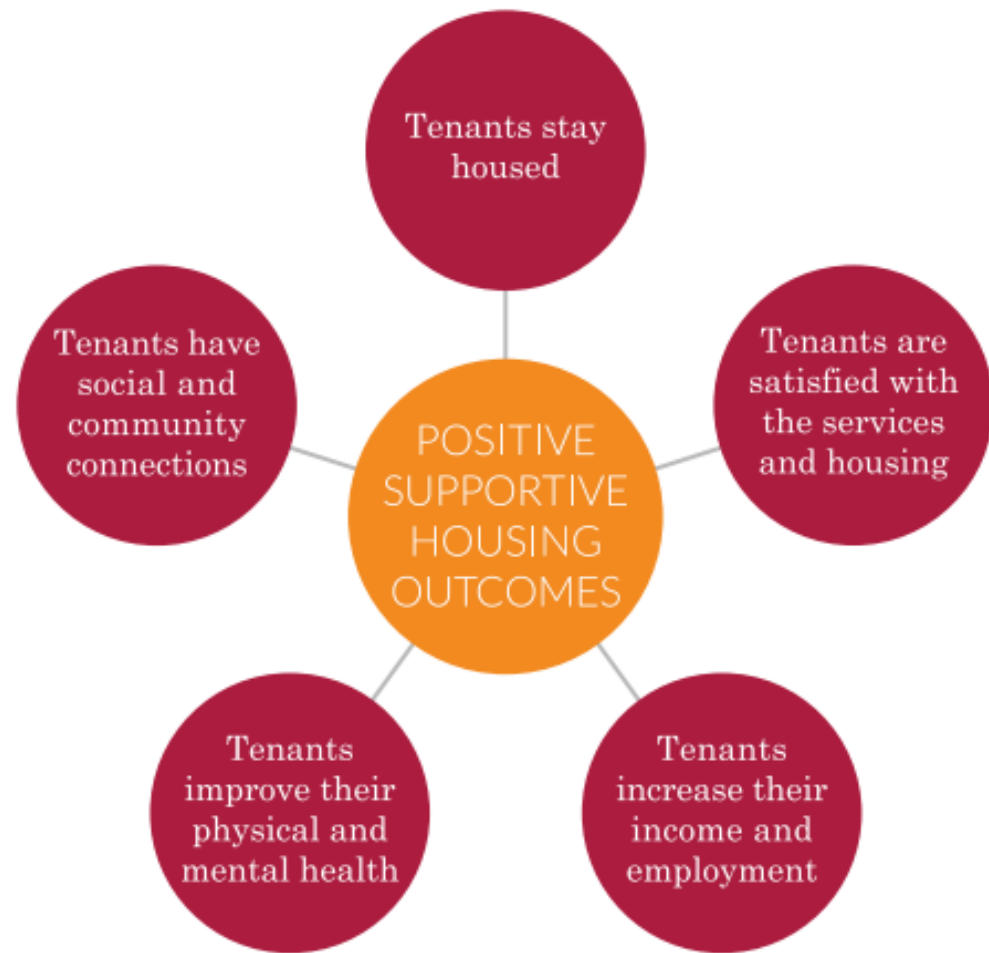 Tenants stay
housed
Tenants have
social and
community
connections
Tenants are
satisfied with
the services
and housing
POSITIVE
SUPPORTIVE
HOUSING
OUTCOMES
Tenants
improve their
physical and
mental health
Tenants
increase their
income and
employment